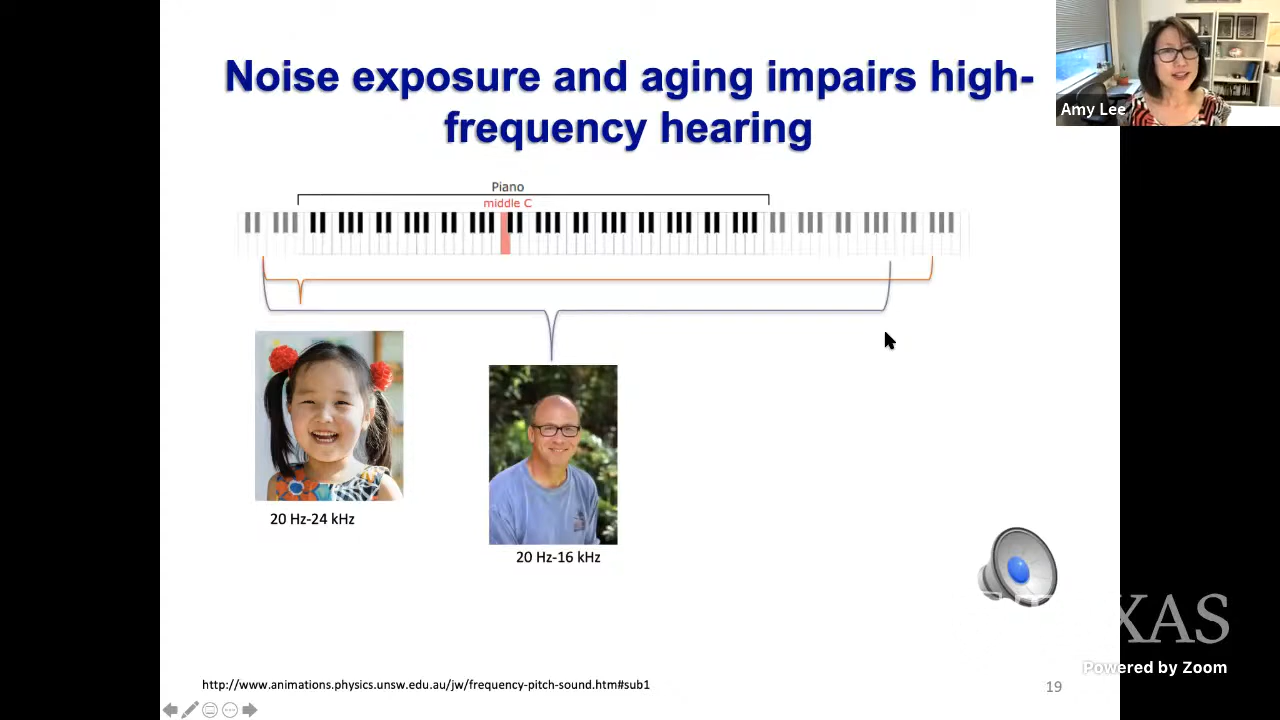 Noise exposure and aging impairs high-
frequency hearing
Amy Lee
Piano
middle C
20 Hz-24 kHz
20 Hz-16 kHz
XAS
Powered by Zoom
http://www.animations.physics.unsw.edu.au/jw/frequency-pitch-sound.htm#sub1
19